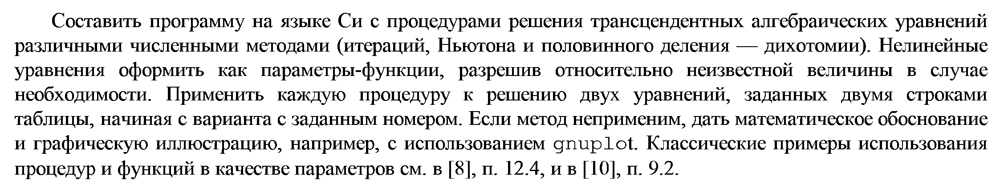 Составить программу на языке Си с процедурами решения трансцендентных алгебраических уравнений
различными численными методами (итераций, Ньютона и половинного деления — дихотомии). Нелинейные
уравнения оформить как параметры-функции, разрешив относительно неизвестной величины в случае
необходимости. Применить каждую процедуру к решению двух уравнений, заданных двумя строками
таблицы, начиная с варианта с заданным номером. Если метод неприменим, дать математическое обоснование
и графическую иллюстрацию, например, с использованием gnuplot. Классические примеры использования
процедур и функций в качестве параметров см. в [8], п. 12.4, и в [10], п. 9.2.